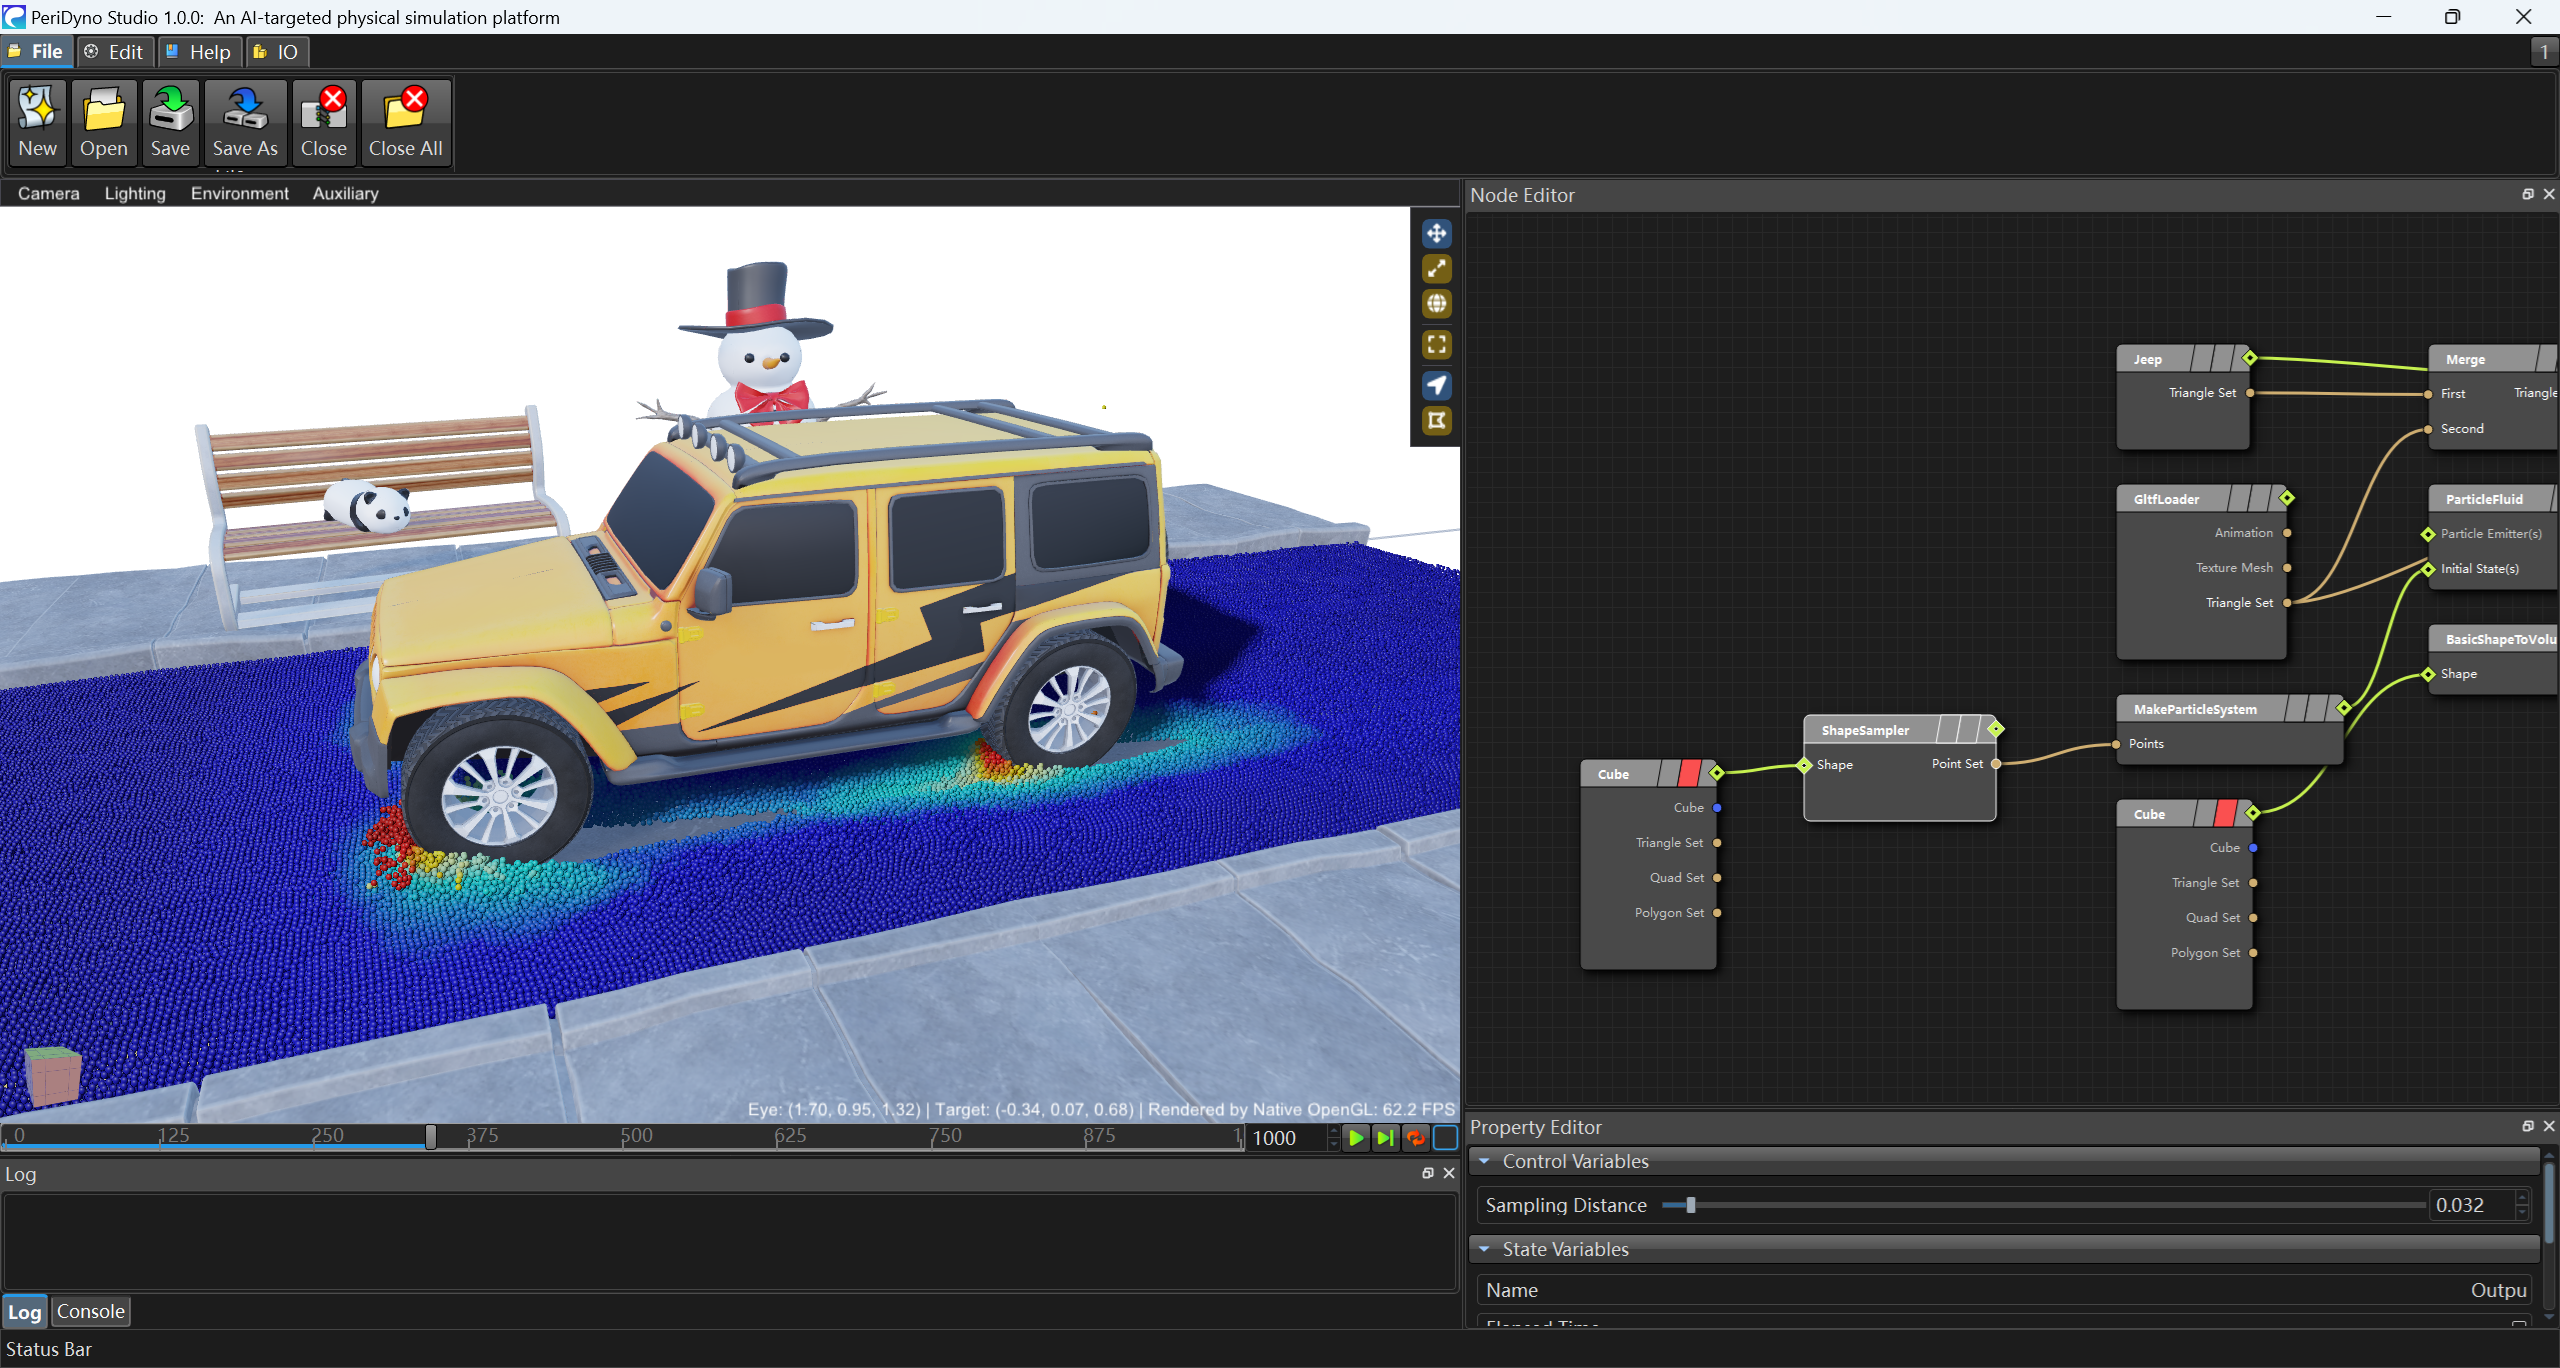 PeriDyno Studio 1.0.0: An AI-targeted physical simulation platform
File
Edit
Help
IO
1
New
Open
Save
Save As
Close
Close All
Camera
Lighting
Environment
Auxiliary
Eye: (1.70, 0.95, 1.32) | Target: (-0.34, 0.07, 0.68) | Rendered by Native OpenGL: 62.2 FPS
0
125
250
375
500
625
750
875
1
1000
Log
Log
Console
Status Bar
Node Editor
Jeep
Triangle Set
Merge
First
Triangle
Second
GltfLoader
Animation
Texture Mesh
Triangle Set
ParticleFluid
Particle Emitter(s)
Initial State(s)
BasicShapeToVolu
Shape
MakeParticleSystem
Points
ShapeSampler
Shape
Point Set
Cube
Cube
Triangle Set
Quad Set
Polygon Set
Cube
Cube
Triangle Set
Quad Set
Polygon Set
Property Editor
Control Variables
Sampling Distance
0.032
State Variables
Name
Outpu